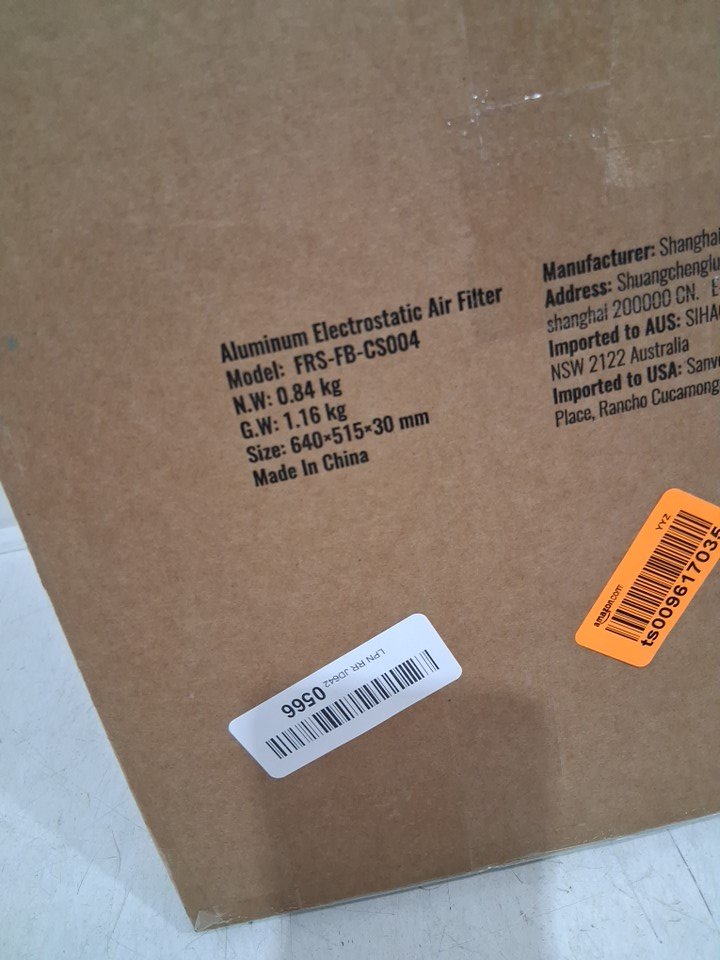 Aluminum Electrostatic Air Filter
Model: FRS-FB-CS004
N.W: 0.84 kg
G.W: 1.16 kg
Size: 640×515×30 mm
Made In China
Manufacturer: Shanghai
Address: Shuangchenglu
shanghai 200000 CN.
Imported to AUS: SIHAO
NSW 2122 Australia
Imported to USA: Sanv
Place, Rancho Cucamong
amazon.com
YYZ
ts009617035
LPN RR JD642
0566